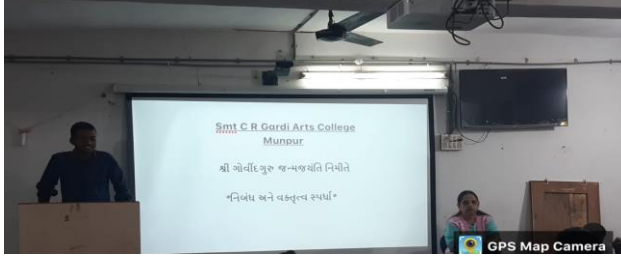 Smt C R Gardi Arts College
Munpur
શ્રી ગોવીંદગુરુ જન્મજયંતિ નિમીતે
"નિબંધ અને વક્તૃત્વ સ્પર્ધા"
GPS Map Camera